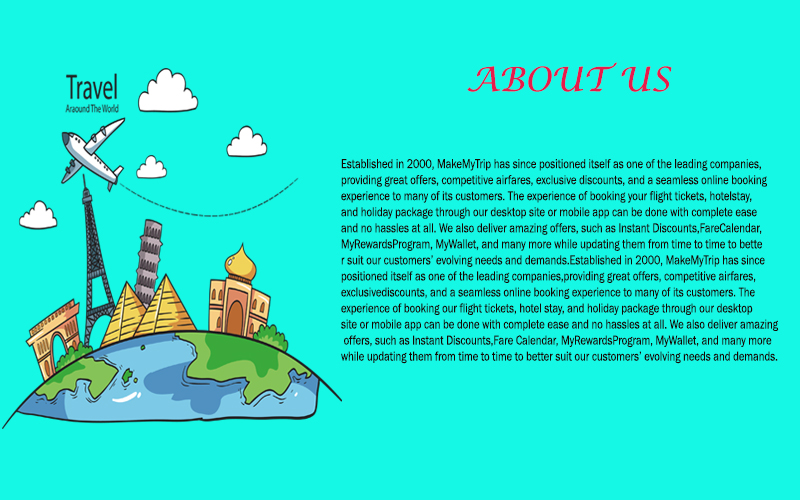 Travel
Araound The World
ABOUT US
Established in 2000, MakeMyTrip has since positioned itself as one of the leading companies,
providing great offers, competitive airfares, exclusive discounts, and a seamless online booking
experience to many of its customers. The experience of booking your flight tickets, hotelstay,
and holiday package through our desktop site or mobile app can be done with complete ease
and no hassles at all. We also deliver amazing offers, such as Instant Discounts,FareCalendar,
MyRewardsProgram, MyWallet, and many more while updating them from time to time to bette
r suit our customers’ evolving needs and demands.Established in 2000, MakeMyTrip has since
positioned itself as one of the leading companies,providing great offers, competitive airfares,
exclusivediscounts, and a seamless online booking experience to many of its customers. The
experience of booking our flight tickets, hotel stay, and holiday package through our desktop
site or mobile app can be done with complete ease and no hassles at all. We also deliver amazing
offers, such as Instant Discounts,Fare Calendar, MyRewardsProgram, MyWallet, and many more
while updating them from time to time to better suit our customers’ evolving needs and demands.